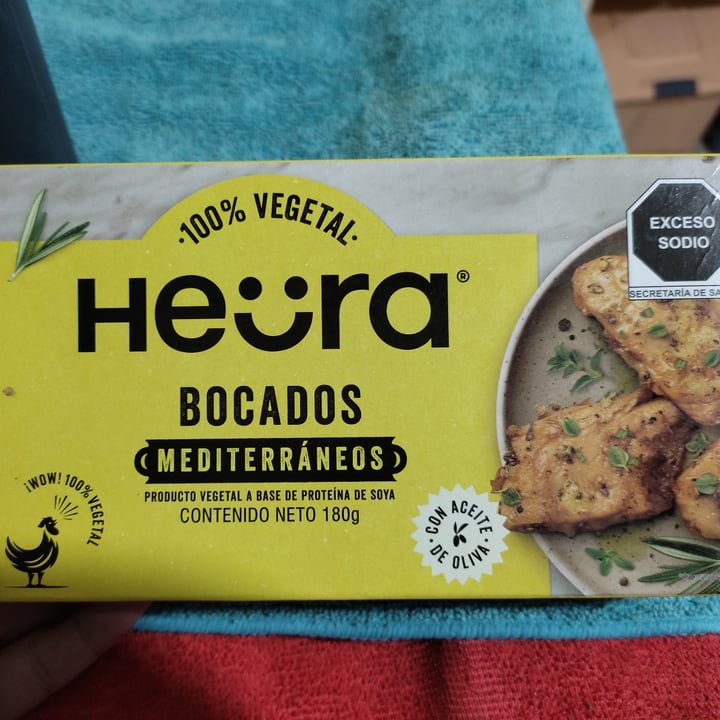 ·100% VEGETAL·
Heüra®
BOCADOS
MEDITERRÁNEOS
PRODUCTO VEGETAL A BASE DE PROTEÍNA DE SOYA
CONTENIDO NETO 180g
¡WOW! 100% VEGETAL
CON ACEITE
· DE OLIVA ·
EXCESO
SODIO
SECRETARÍA DE SA